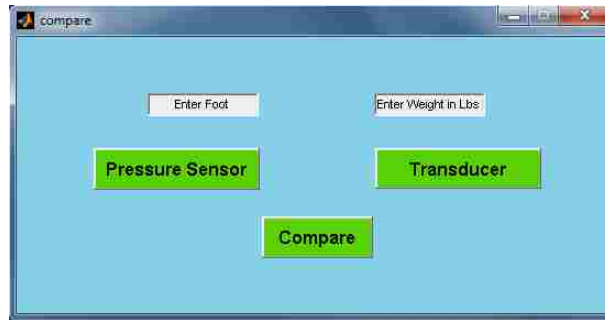 compare
Enter Foot
Enter Weight in Lbs
Pressure Sensor
Transducer
Compare